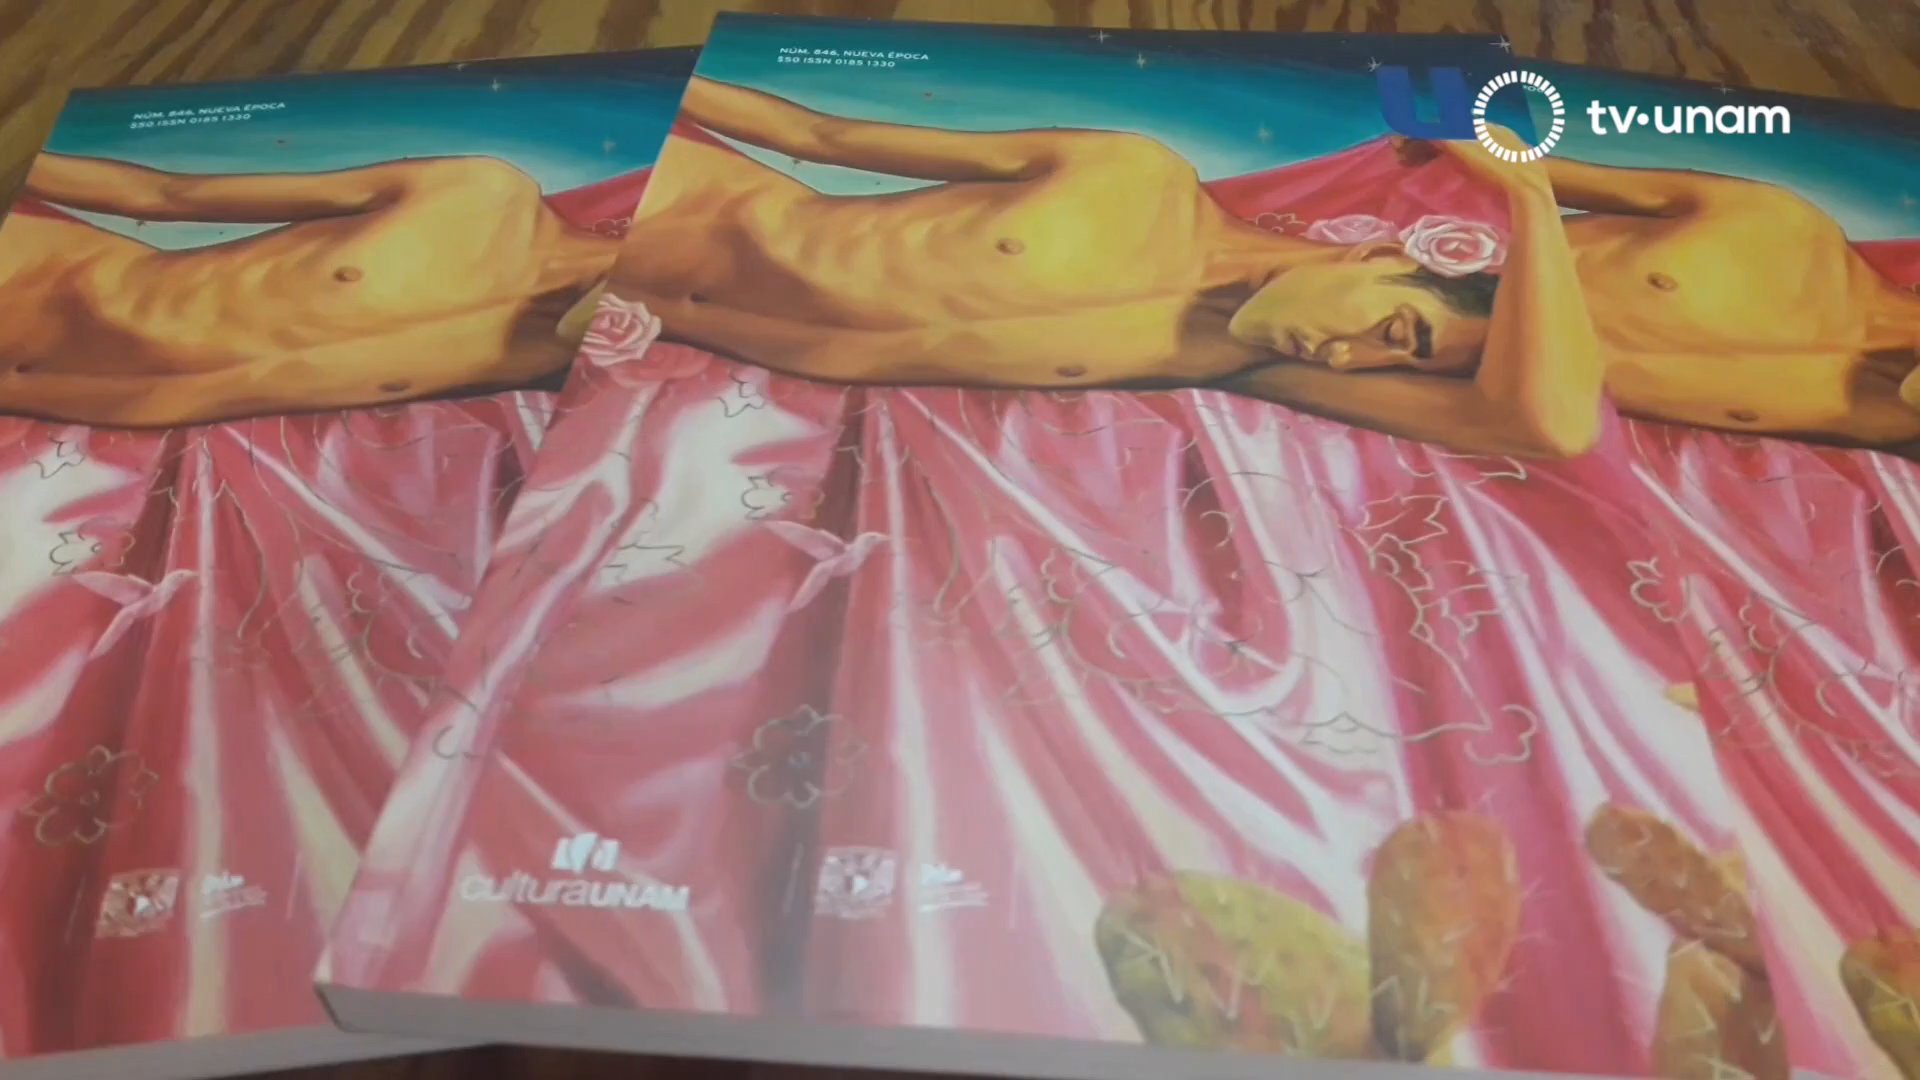 NÚM. 846, NUEVA ÉPOCA
$50 ISSN 0185 1330
NÚM. 846, NUEVA ÉPOCA
$50 ISSN 0185 1330
tv•unam
culturaUNAM